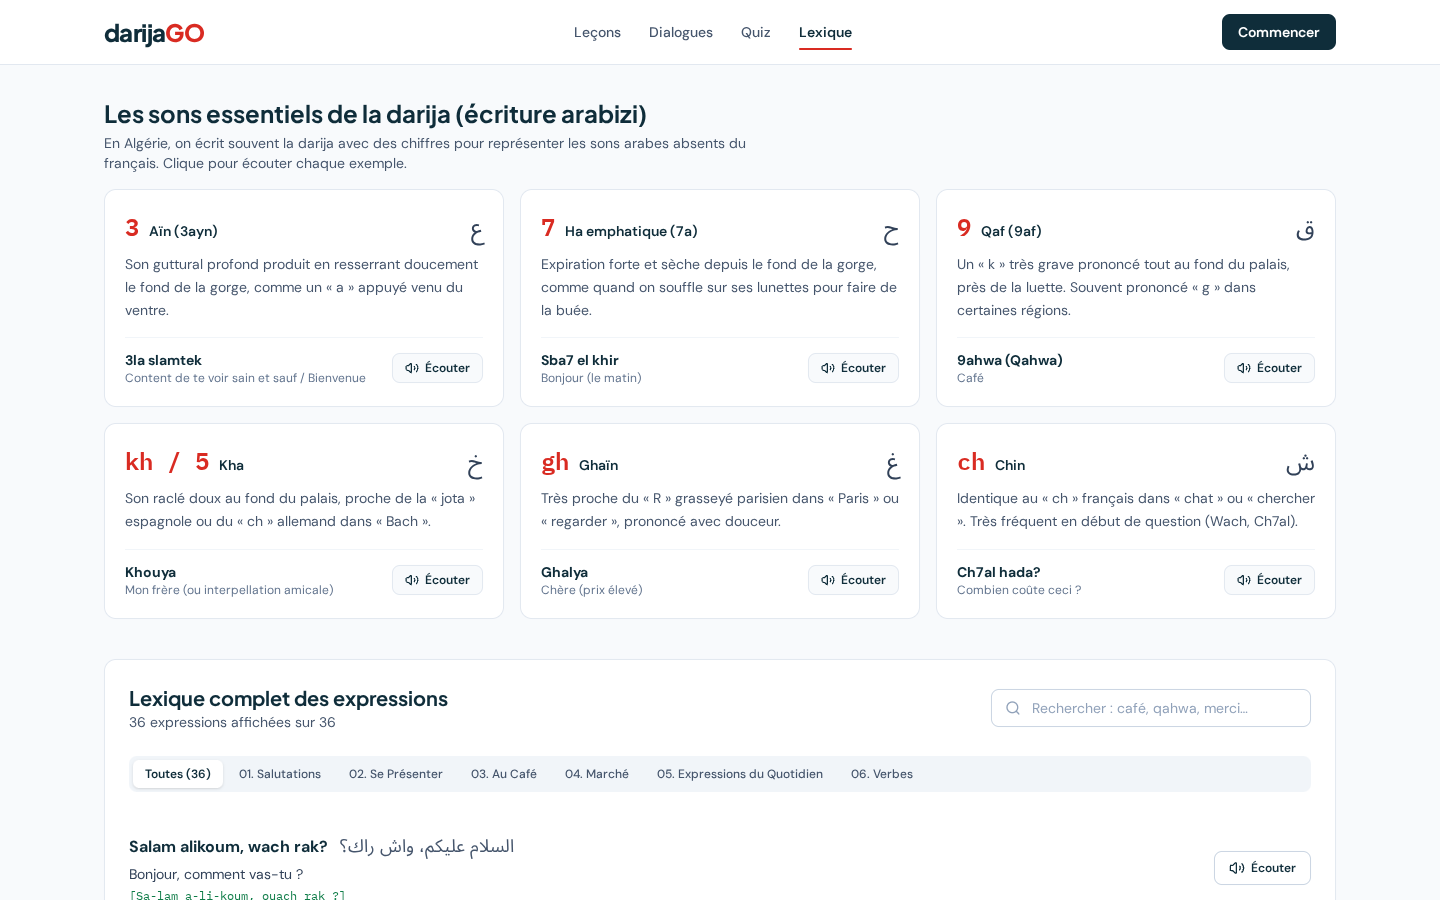 darijaGO
Leçons
Dialogues
Quiz
Lexique
Commencer
Les sons essentiels de la darija (écriture arabizi)
En Algérie, on écrit souvent la darija avec des chiffres pour représenter les sons arabes absents du
français. Clique pour écouter chaque exemple.
3 Aïn (3ayn) ع
Son guttural profond produit en resserrant doucement
le fond de la gorge, comme un « a » appuyé venu du
ventre.
3la slamtek
Content de te voir sain et sauf / Bienvenue
Écouter
7 Ha emphatique (7a) ح
Expiration forte et sèche depuis le fond de la gorge,
comme quand on souffle sur ses lunettes pour faire de
la buée.
Sba7 el khir
Bonjour (le matin)
Écouter
9 Qaf (9af) ق
Un « k » très grave prononcé tout au fond du palais,
près de la luette. Souvent prononcé « g » dans
certaines régions.
9ahwa (Qahwa)
Café
Écouter
kh / 5 Kha خ
Son raclé doux au fond du palais, proche de la « jota »
espagnole ou du « ch » allemand dans « Bach ».
Khouya
Mon frère (ou interpellation amicale)
Écouter
gh Ghaïn غ
Très proche du « R » grasseyé parisien dans « Paris » ou
« regarder », prononcé avec douceur.
Ghalya
Chère (prix élevé)
Écouter
ch Chin ش
Identique au « ch » français dans « chat » ou « chercher
». Très fréquent en début de question (Wach, Ch7al).
Ch7al hada?
Combien coûte ceci ?
Écouter
Lexique complet des expressions
36 expressions affichées sur 36
Rechercher : café, qahwa, merci...
Toutes (36)
01. Salutations
02. Se Présenter
03. Au Café
04. Marché
05. Expressions du Quotidien
06. Verbes
Salam alikoum, wach rak? السلام عليكم، واش راك؟
Bonjour, comment vas-tu ?
[Sa-lam a-li-koum, ouach rak ?]
Écouter